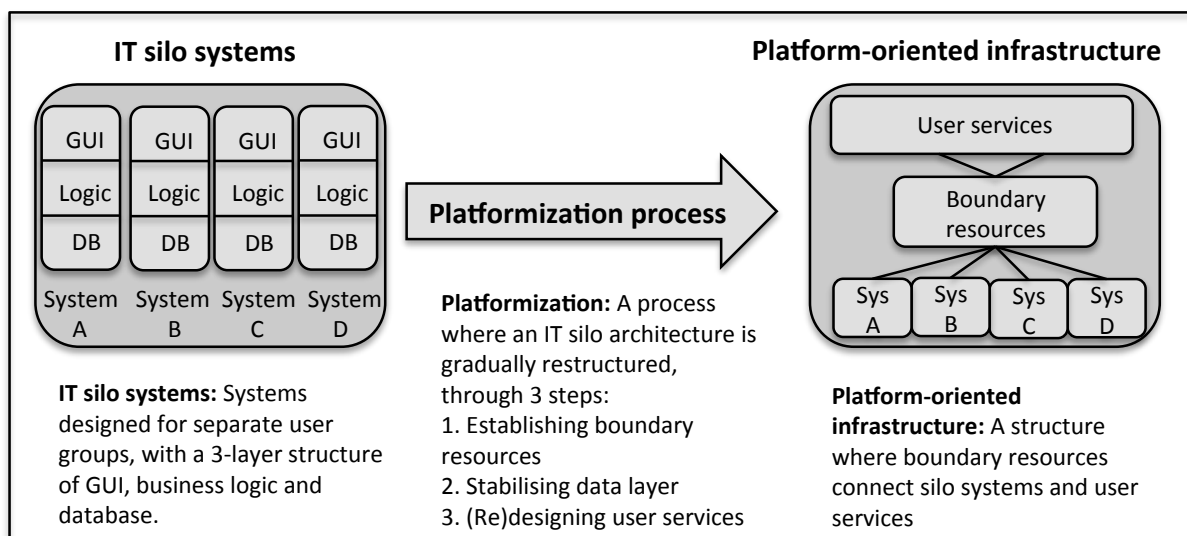 IT silo systems
GUI
GUI
GUI
GUI
Logic
Logic
Logic
Logic
DB
DB
DB
DB
System
A
System
B
System
C
System
D
IT silo systems: Systems
designed for separate user
groups, with a 3-layer structure
of GUI, business logic and
database.
Platformization process
Platformization: A process
where an IT silo architecture is
gradually restructured,
through 3 steps:
1. Establishing boundary
resources
2. Stabilising data layer
3. (Re)designing user services
Platform-oriented infrastructure
User services
Boundary
resources
Sys
A
Sys
B
Sys
C
Sys
D
Platform-oriented
infrastructure: A structure
where boundary resources
connect silo systems and user
services